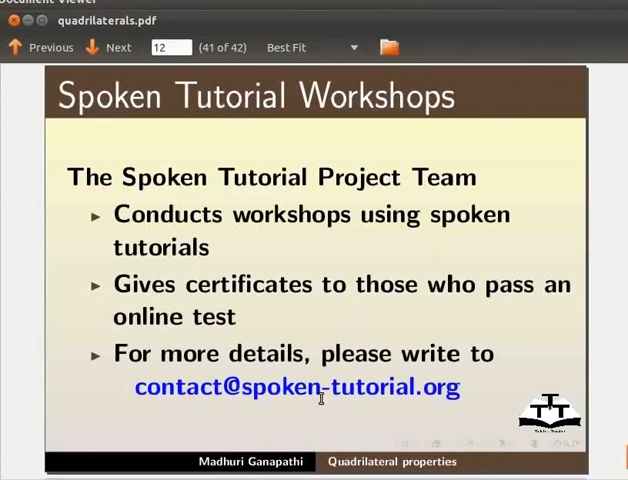 Document Viewer
quadrilaterals.pdf
Previous Next 12 (41 of 42) Best Fit
Spoken Tutorial Workshops
The Spoken Tutorial Project Team
Conducts workshops using spoken
tutorials
Gives certificates to those who pass an
online test
For more details, please write to
contact@spoken-tutorial.org
Madhuri Ganapathi Quadrilateral properties